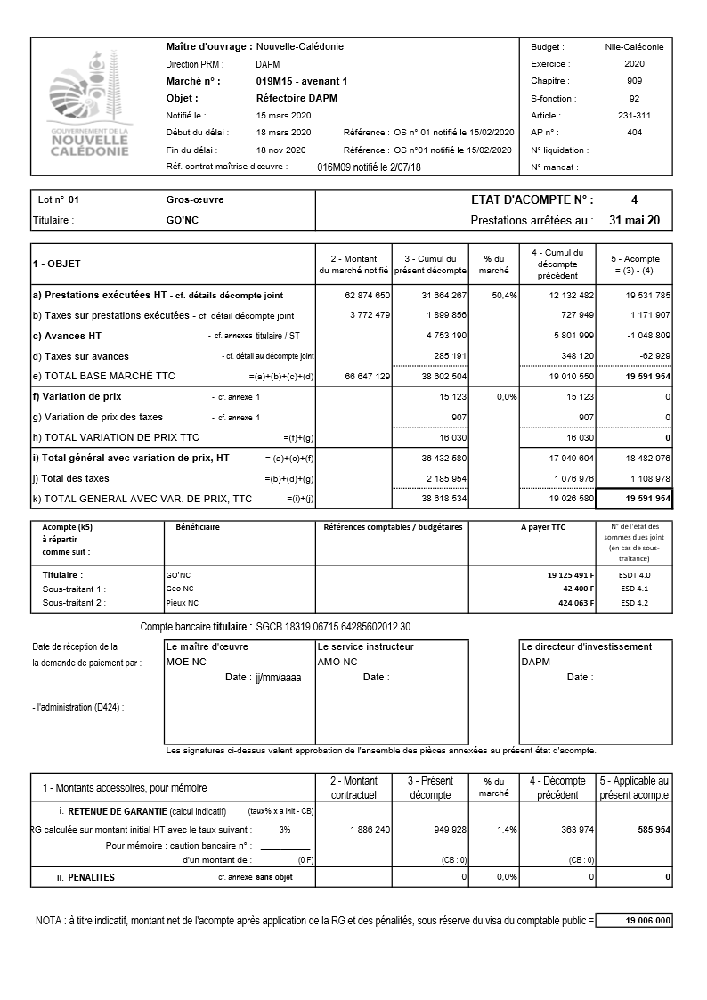 GOUVERNEMENT DE LA
NOUVELLE
CALÉDONIE
Maître d'ouvrage : Nouvelle-Calédonie
Direction PRM : DAPM
Marché n° : 019M15 - avenant 1
Objet : Réfectoire DAPM
Notifié le : 15 mars 2020
Début du délai : 18 mars 2020 Référence : OS n° 01 notifié le 15/02/2020
Fin du délai : 18 nov 2020 Référence : OS n°01 notifié le 15/02/2020
Réf. contrat maîtrise d'œuvre : 016M09 notifié le 2/07/18
Budget : Nlle-Calédonie
Exercice : 2020
Chapitre : 909
S-fonction : 92
Article : 231-311
AP n° : 404
N° liquidation :
N° mandat :
Lot n° 01 Gros-œuvre ETAT D'ACOMPTE N° : 4
Titulaire : GO'NC Prestations arrêtées au : 31 mai 20
1 - OBJET
2 - Montant
du marché notifié
3 - Cumul du
présent décompte
% du
marché
4 - Cumul du
décompte
précédent
5 - Acompte
= (3) - (4)
a) Prestations exécutées HT - cf. détails décompte joint 62 874 650 31 664 267 50,4% 12 132 482 19 531 785
b) Taxes sur prestations exécutées - cf. détail décompte joint 3 772 479 1 899 856 727 949 1 171 907
c) Avances HT - cf. annexes titulaire / ST 4 753 190 5 801 999 -1 048 809
d) Taxes sur avances - cf. détail au décompte joint 285 191 348 120 -62 929
e) TOTAL BASE MARCHÉ TTC =(a)+(b)+(c)+(d) 66 647 129 38 602 504 19 010 550 19 591 954
f) Variation de prix - cf. annexe 1 15 123 0,0% 15 123 0
g) Variation de prix des taxes - cf. annexe 1 907 907 0
h) TOTAL VARIATION DE PRIX TTC =(f)+(g) 16 030 16 030 0
i) Total général avec variation de prix, HT = (a)+(c)+(f) 36 432 580 17 949 604 18 482 976
j) Total des taxes =(b)+(d)+(g) 2 185 954 1 076 976 1 108 978
k) TOTAL GENERAL AVEC VAR. DE PRIX, TTC =(i)+(j) 38 618 534 19 026 580 19 591 954
Acompte (k5)
à répartir
comme suit :
Bénéficiaire
Références comptables / budgétaires
A payer TTC
N° de l'état des
sommes dues joint
(en cas de sous-
traitance)
Titulaire : GO'NC 19 125 491 F ESDT 4.0
Sous-traitant 1 : Geo NC 42 400 F ESD 4.1
Sous-traitant 2 : Pieux NC 424 063 F ESD 4.2
Compte bancaire titulaire : SGCB 18319 06715 64285602012 30
Date de réception de la
la demande de paiement par :
- l'administration (D424) :
Le maître d'œuvre
MOE NC
Date : jj/mm/aaaa
Le service instructeur
AMO NC
Date :
Le directeur d'investissement
DAPM
Date :
Les signatures ci-dessus valent approbation de l'ensemble des pièces annexées au présent état d'acompte.
1 - Montants accessoires, pour mémoire
2 - Montant
contractuel
3 - Présent
décompte
% du
marché
4 - Décompte
précédent
5 - Applicable au
présent acompte
i. RETENUE DE GARANTIE (calcul indicatif) (taux% x a init - CB)
RG calculée sur montant initial HT avec le taux suivant : 3% 1 886 240 949 928 1,4% 363 974 585 954
Pour mémoire : caution bancaire n° :
d'un montant de : (0 F) (CB : 0) (CB : 0)
ii. PENALITES cf. annexe sans objet 0 0,0% 0 0
NOTA : à titre indicatif, montant net de l'acompte après application de la RG et des pénalités, sous réserve du visa du comptable public = 19 006 000